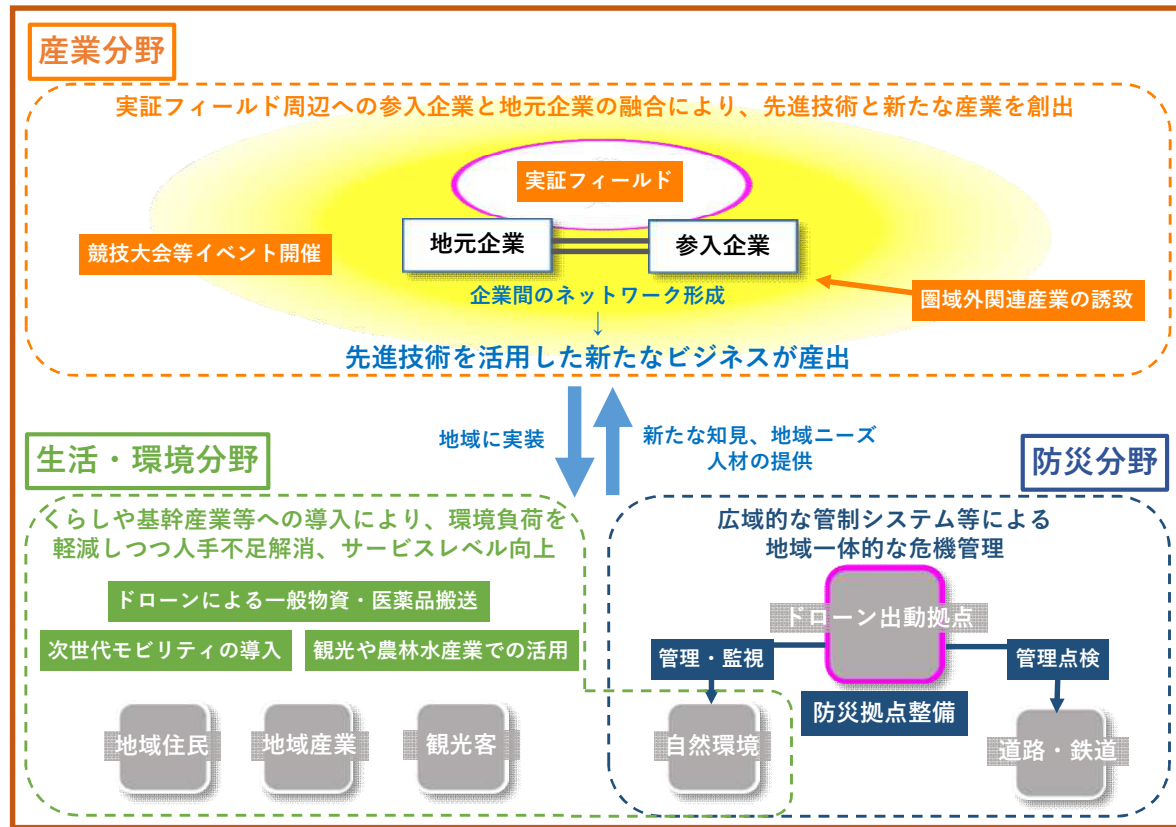 産業分野
実証フィールド周辺への参入企業と地元企業の融合により、先進技術と新たな産業を創出
実証フィールド
地元企業
参入企業
競技大会等イベント開催
企業間のネットワーク形成
圏域外関連産業の誘致
↓
先進技術を活用した新たなビジネスが産出
地域に実装
新たな知見、地域ニーズ
人材の提供
生活・環境分野
くらしや基幹産業等への導入により、環境負荷を
軽減しつつ人手不足解消、サービスレベル向上
ドローンによる一般物資・医薬品搬送
次世代モビリティの導入
観光や農林水産業での活用
地域住民
地域産業
観光客
自然環境
防災分野
広域的な管制システム等による
地域一体的な危機管理
ドローン出動拠点
管理・監視
管理点検
防災拠点整備
道路・鉄道